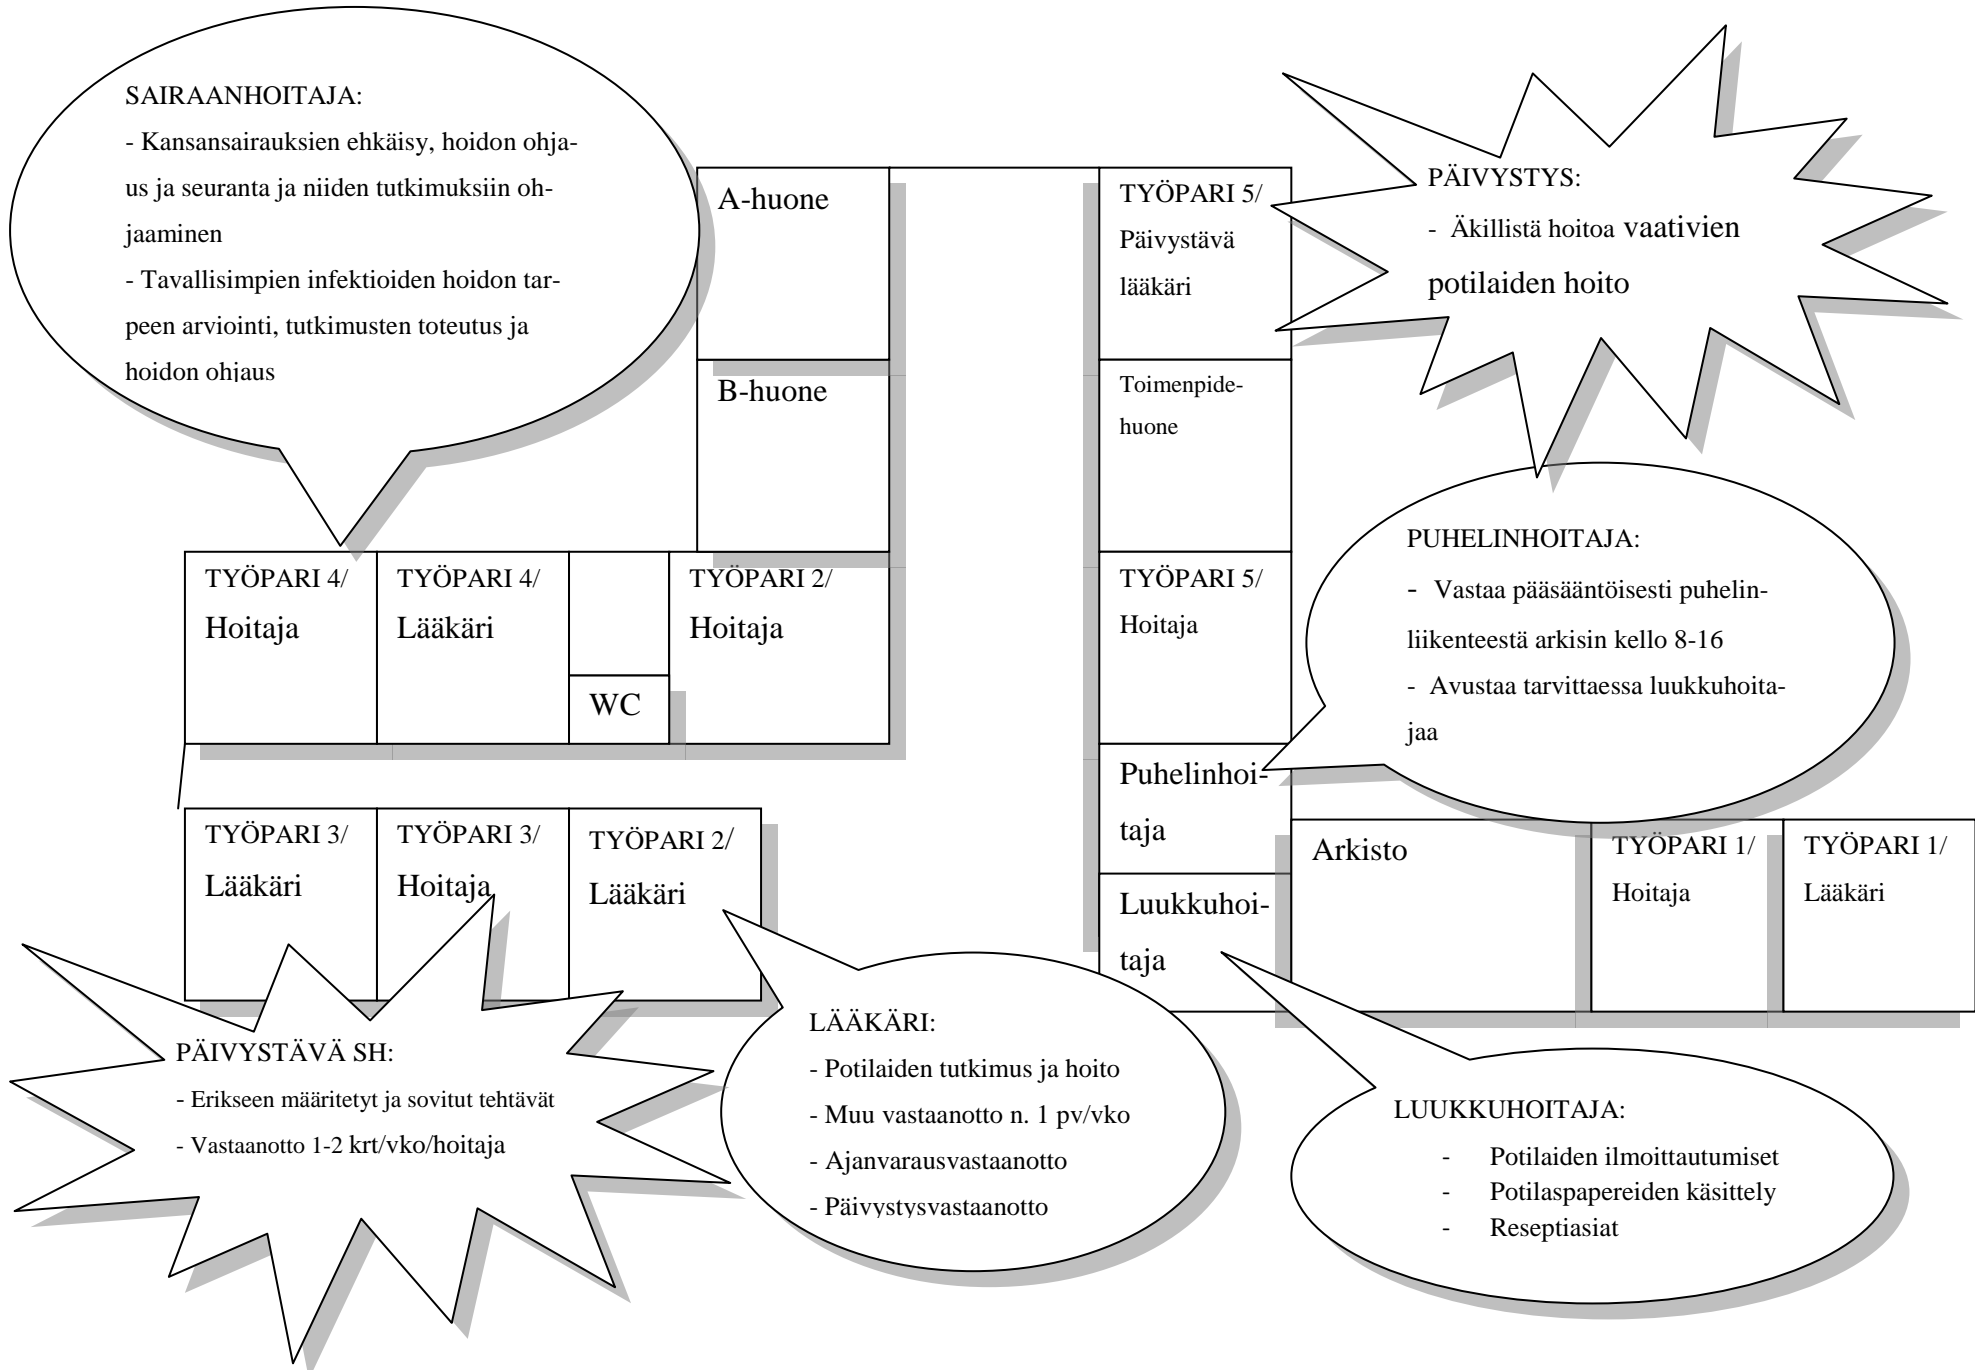 SAIRAANHOITAJA:
- Kansansairauksien ehkäisy, hoidon ohja-
us ja seuranta ja niiden tutkimuksiin oh-
jaaminen
- Tavallisimpien infektioiden hoidon tar-
peen arviointi, tutkimusten toteutus ja
hoidon ohjaus
A-huone
B-huone
TYÖPARI 5/
Päivystävä
lääkäri
PÄIVYSTYS:
- Äkillistä hoitoa vaativien
potilaiden hoito
Toimenpide-
huone
PUHELINHOITAJA:
- Vastaa pääsääntöisesti puhelin-
liikenteestä arkisin kello 8-16
- Avustaa tarvittaessa luukkuhoita-
jaa
TYÖPARI 4/
Hoitaja
TYÖPARI 4/
Lääkäri
WC
TYÖPARI 2/
Hoitaja
TYÖPARI 5/
Hoitaja
Puhelinhoi-
taja
TYÖPARI 3/
Lääkäri
TYÖPARI 3/
Hoitaja
TYÖPARI 2/
Lääkäri
Luukkuhoi-
taja
Arkisto
TYÖPARI 1/
Hoitaja
TYÖPARI 1/
Lääkäri
PÄIVYSTÄVÄ SH:
- Erikseen määritetyt ja sovitut tehtävät
- Vastaanotto 1-2 krt/vko/hoitaja
LÄÄKÄRI:
- Potilaiden tutkimus ja hoito
- Muu vastaanotto n. 1 pv/vko
- Ajanvarausvastaanotto
- Päivystysvastaanotto
LUUKKUHOITAJA:
- Potilaiden ilmoittautumiset
- Potilaspapereiden käsittely
- Reseptiasiat